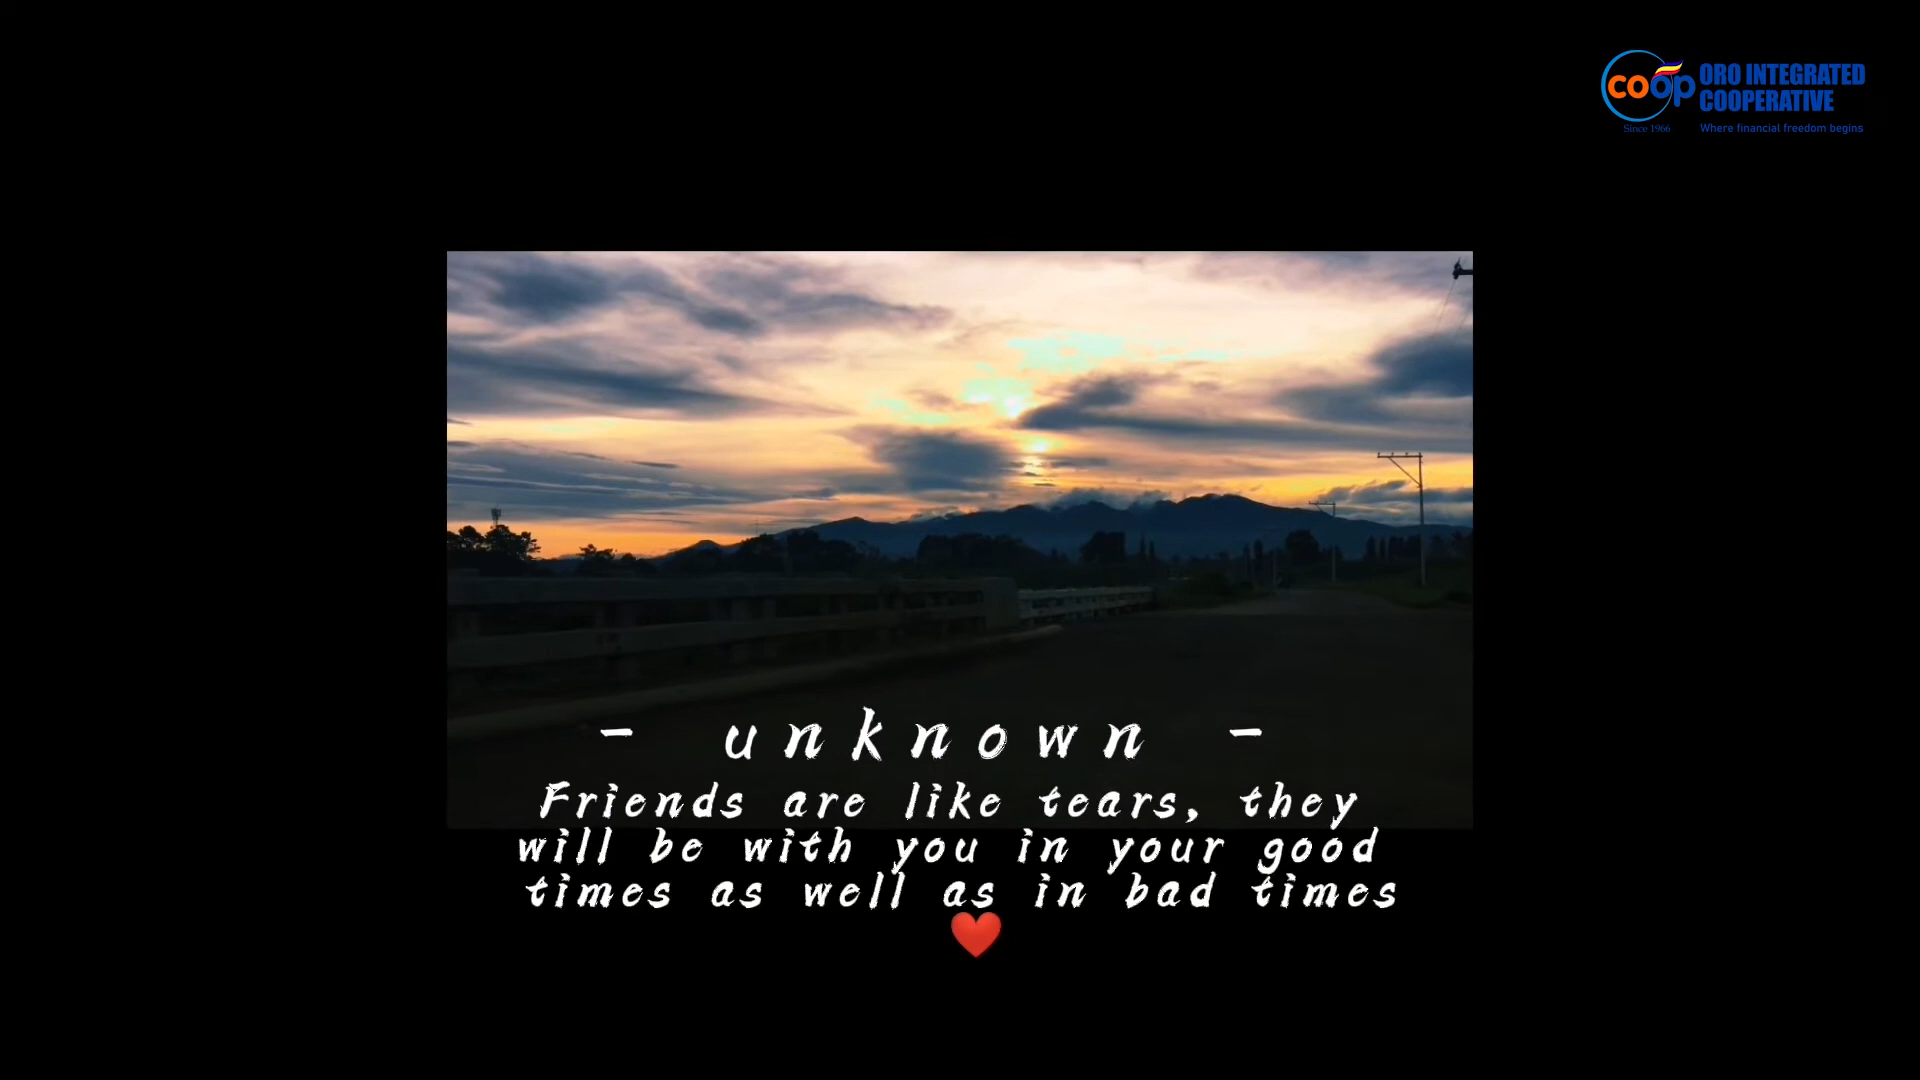 coop
ORO INTEGRATED
COOPERATIVE
Since 1966
Where financial freedom begins
- unknown -
Friends are like tears, they
will be with you in your good
times as well as in bad times
❤️